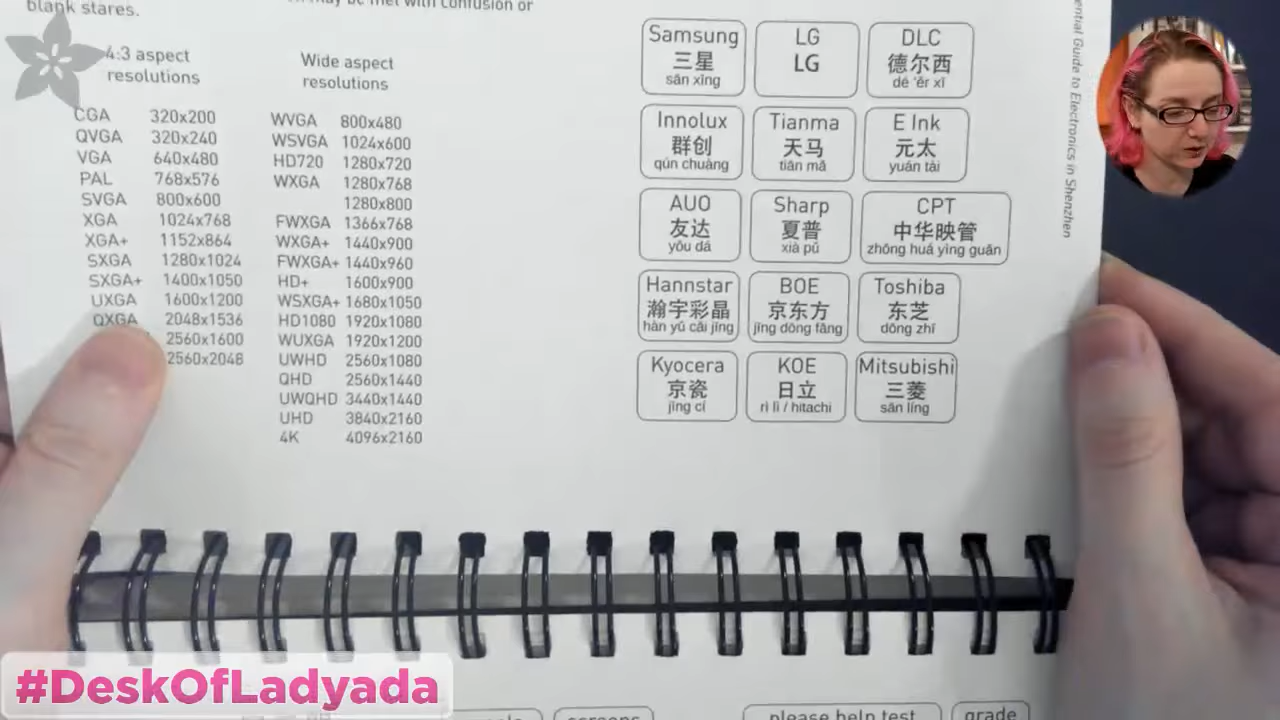 blank stares.
may be met with confusion or
4:3 aspect
resolutions
CGA 320x200
QVGA 320x240
VGA 640x480
PAL 768x576
SVGA 800x600
XGA 1024x768
XGA+ 1152x864
SXGA 1280x1024
SXGA+ 1400x1050
UXGA 1600x1200
QXGA 2048x1536
2560x1600
2560x2048
Wide aspect
resolutions
WVGA 800x480
WSVGA 1024x600
HD720 1280x720
WXGA 1280x768
1280x800
FWXGA 1366x768
WXGA+ 1440x900
FWXGA+ 1440x960
HD+ 1600x900
WSXGA+ 1680x1050
HD1080 1920x1080
WUXGA 1920x1200
UWHD 2560x1080
QHD 2560x1440
UWQHD 3440x1440
UHD 3840x2160
4K 4096x2160
Samsung
三星
sān xīng
LG
LG
DLC
德尔西
dé 'ěr xī
Innolux
群创
qún chuàng
Tianma
天马
tiān mǎ
E Ink
元太
yuán tài
AUO
友达
yǒu dá
Sharp
夏普
xià pǔ
CPT
中华映管
zhōng huá yìng guǎn
Hannstar
瀚宇彩晶
hàn yǔ cǎi jīng
BOE
京东方
jīng dōng fāng
Toshiba
东芝
dōng zhī
Kyocera
京瓷
jīng cí
KOE
日立
rì lì / hitachi
Mitsubishi
三菱
sān líng
ential Guide to Electronics in Shenzhen
#DeskOfLadyada
screens
please help test
grade